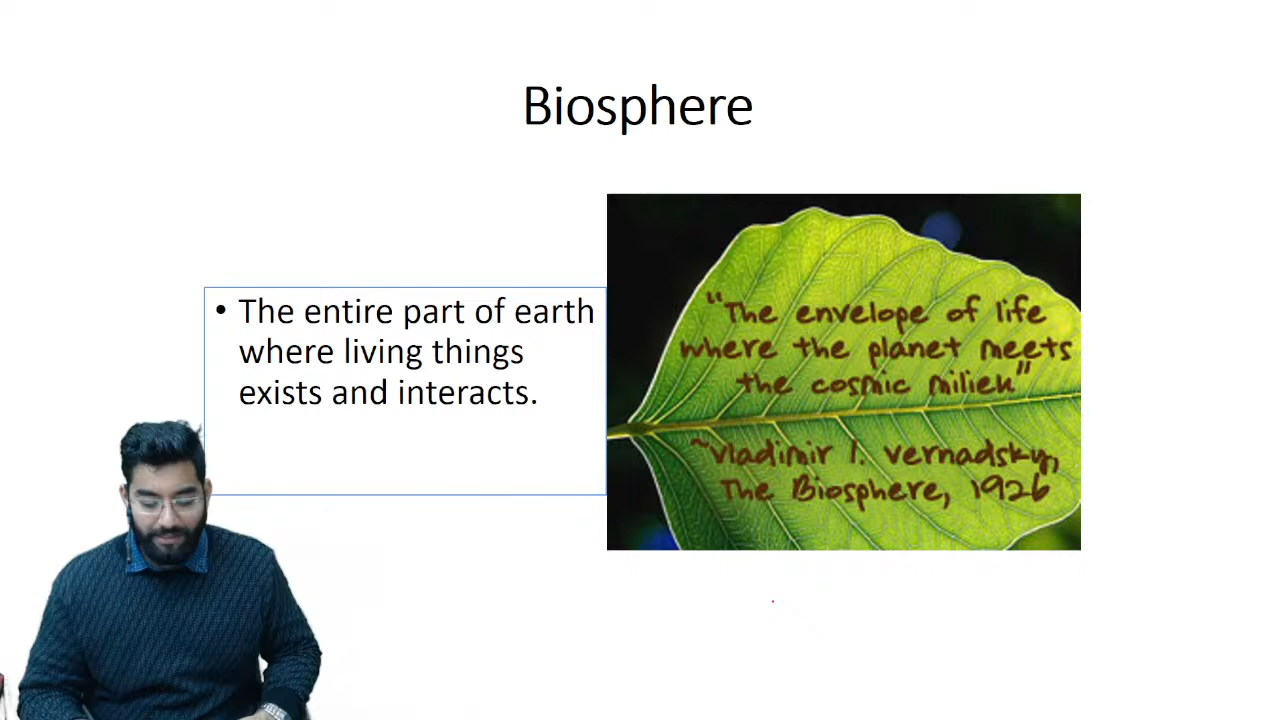 Biosphere
• The entire part of earth
where living things
exists and interacts.
"The envelope of life
where the planet meets
the cosmic milieu"
~Vladimir I. Vernadsky,
The Biosphere, 1926